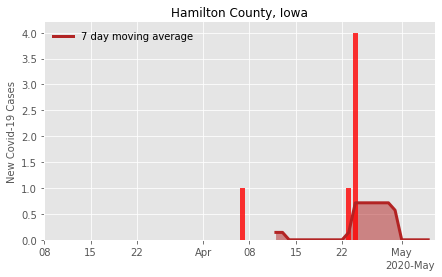 Hamilton County, Iowa
7 day moving average
New Covid-19 Cases
4.0
3.5
3.0
2.5
2.0
1.5
1.0
0.5
0.0
08 15 22 Apr 08 15 22 May
2020-May